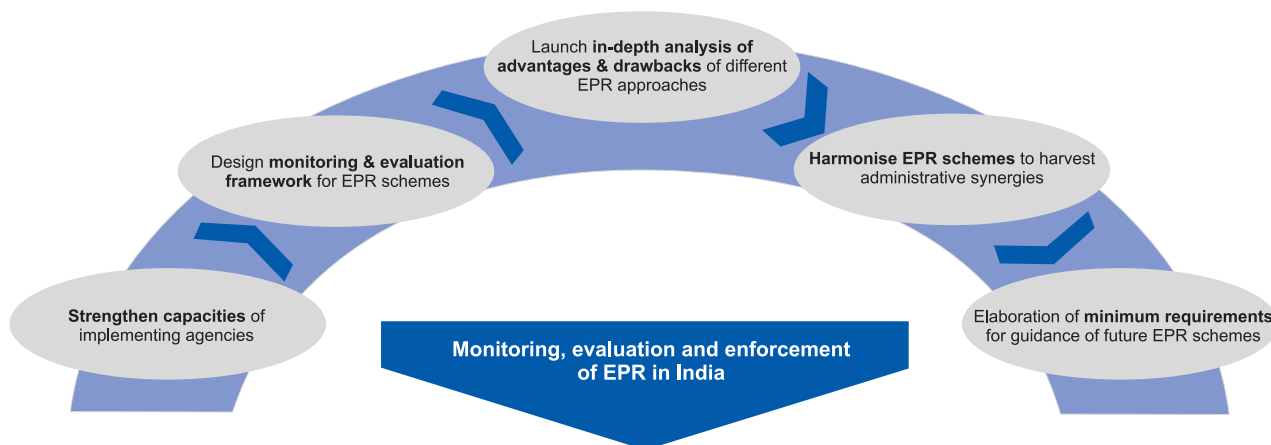 Launch in-depth analysis of
advantages & drawbacks of different
EPR approaches
Design monitoring & evaluation
framework for EPR schemes
Harmonise EPR schemes to harvest
administrative synergies
Strengthen capacities of
implementing agencies
Elaboration of minimum requirements
for guidance of future EPR schemes
Monitoring, evaluation and enforcement
of EPR in India